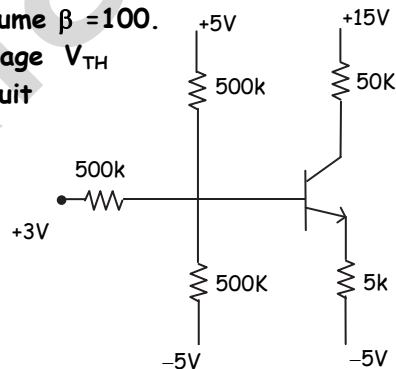 ume β =100.
age V_TH
uit
+5V
+15V
500k
50K
500k
+3V
500K
5k
−5V
−5V